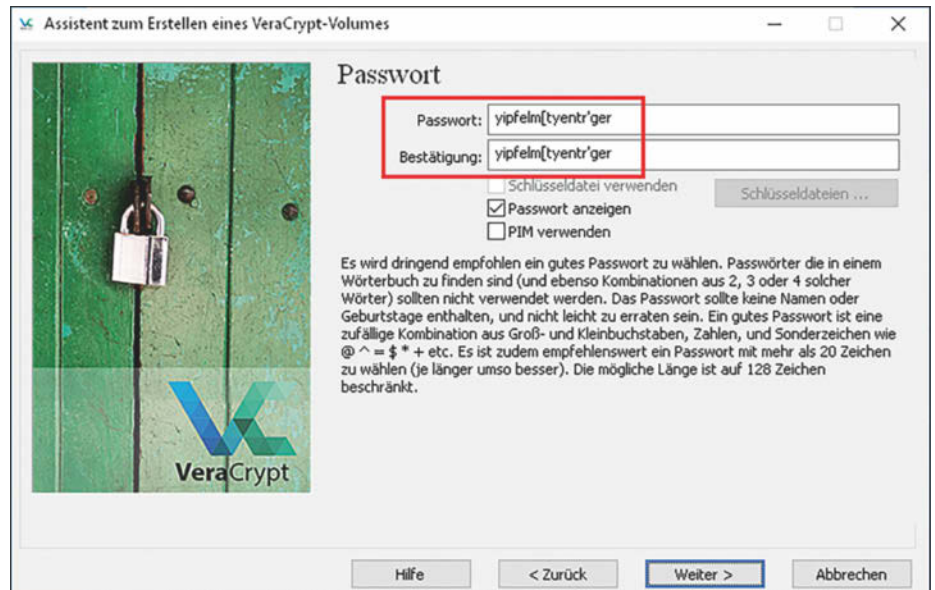 Assistent zum Erstellen eines VeraCrypt-Volumes
Passwort
Passwort: yipfelm[tyentr'ger
Bestätigung: yipfelm[tyentr'ger
Schlüsseldatei verwenden
Schlüsseldateien ...
Passwort anzeigen
PIM verwenden
Es wird dringend empfohlen ein gutes Passwort zu wählen. Passwörter die in einem
Wörterbuch zu finden sind (und ebenso Kombinationen aus 2, 3 oder 4 solcher
Wörter) sollten nicht verwendet werden. Das Passwort sollte keine Namen oder
Geburtstage enthalten, und nicht leicht zu erraten sein. Ein gutes Passwort ist eine
zufällige Kombination aus Groß- und Kleinbuchstaben, Zahlen, und Sonderzeichen wie
@ ^ = $ * + etc. Es ist zudem empfehlenswert ein Passwort mit mehr als 20 Zeichen
zu wählen (je länger umso besser). Die mögliche Länge ist auf 128 Zeichen
beschränkt.
VeraCrypt
Hilfe
< Zurück
Weiter >
Abbrechen